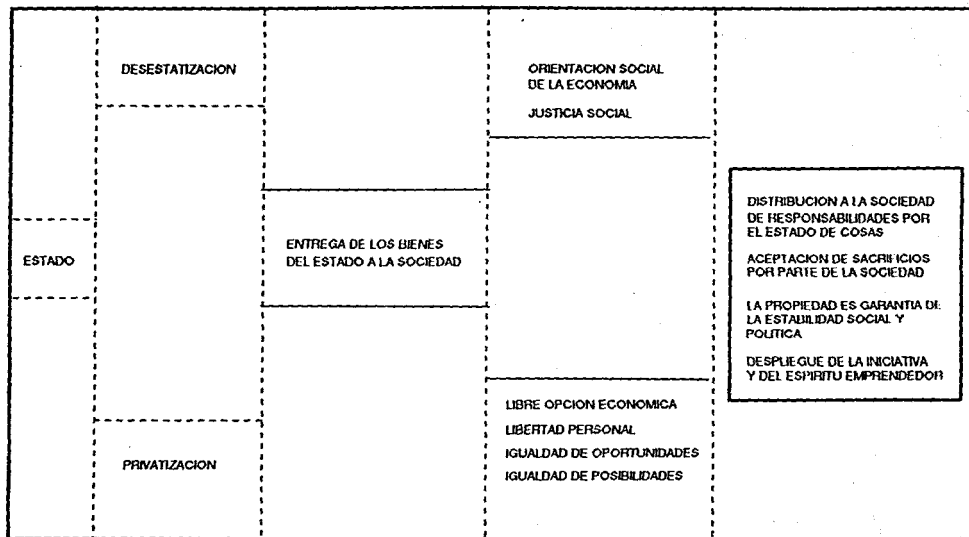 ESTADO
DESESTATIZACION
PRIVATIZACION
ENTREGA DE LOS BIENES
DEL ESTADO A LA SOCIEDAD
ORIENTACION SOCIAL
DE LA ECONOMIA
JUSTICIA SOCIAL
LIBRE OPCION ECONOMICA
LIBERTAD PERSONAL
IGUALDAD DE OPORTUNIDADES
IGUALDAD DE POSIBILIDADES
DISTRIBUCION A LA SOCIEDAD
DE RESPONSABILIDADES POR
EL ESTADO DE COSAS
ACEPTACION DE SACRIFICIOS
POR PARTE DE LA SOCIEDAD
LA PROPIEDAD ES GARANTIA DE
LA ESTABILIDAD SOCIAL Y
POLITICA
DESPLIEGUE DE LA INICIATIVA
Y DEL ESPIRITU EMPRENDEDOR